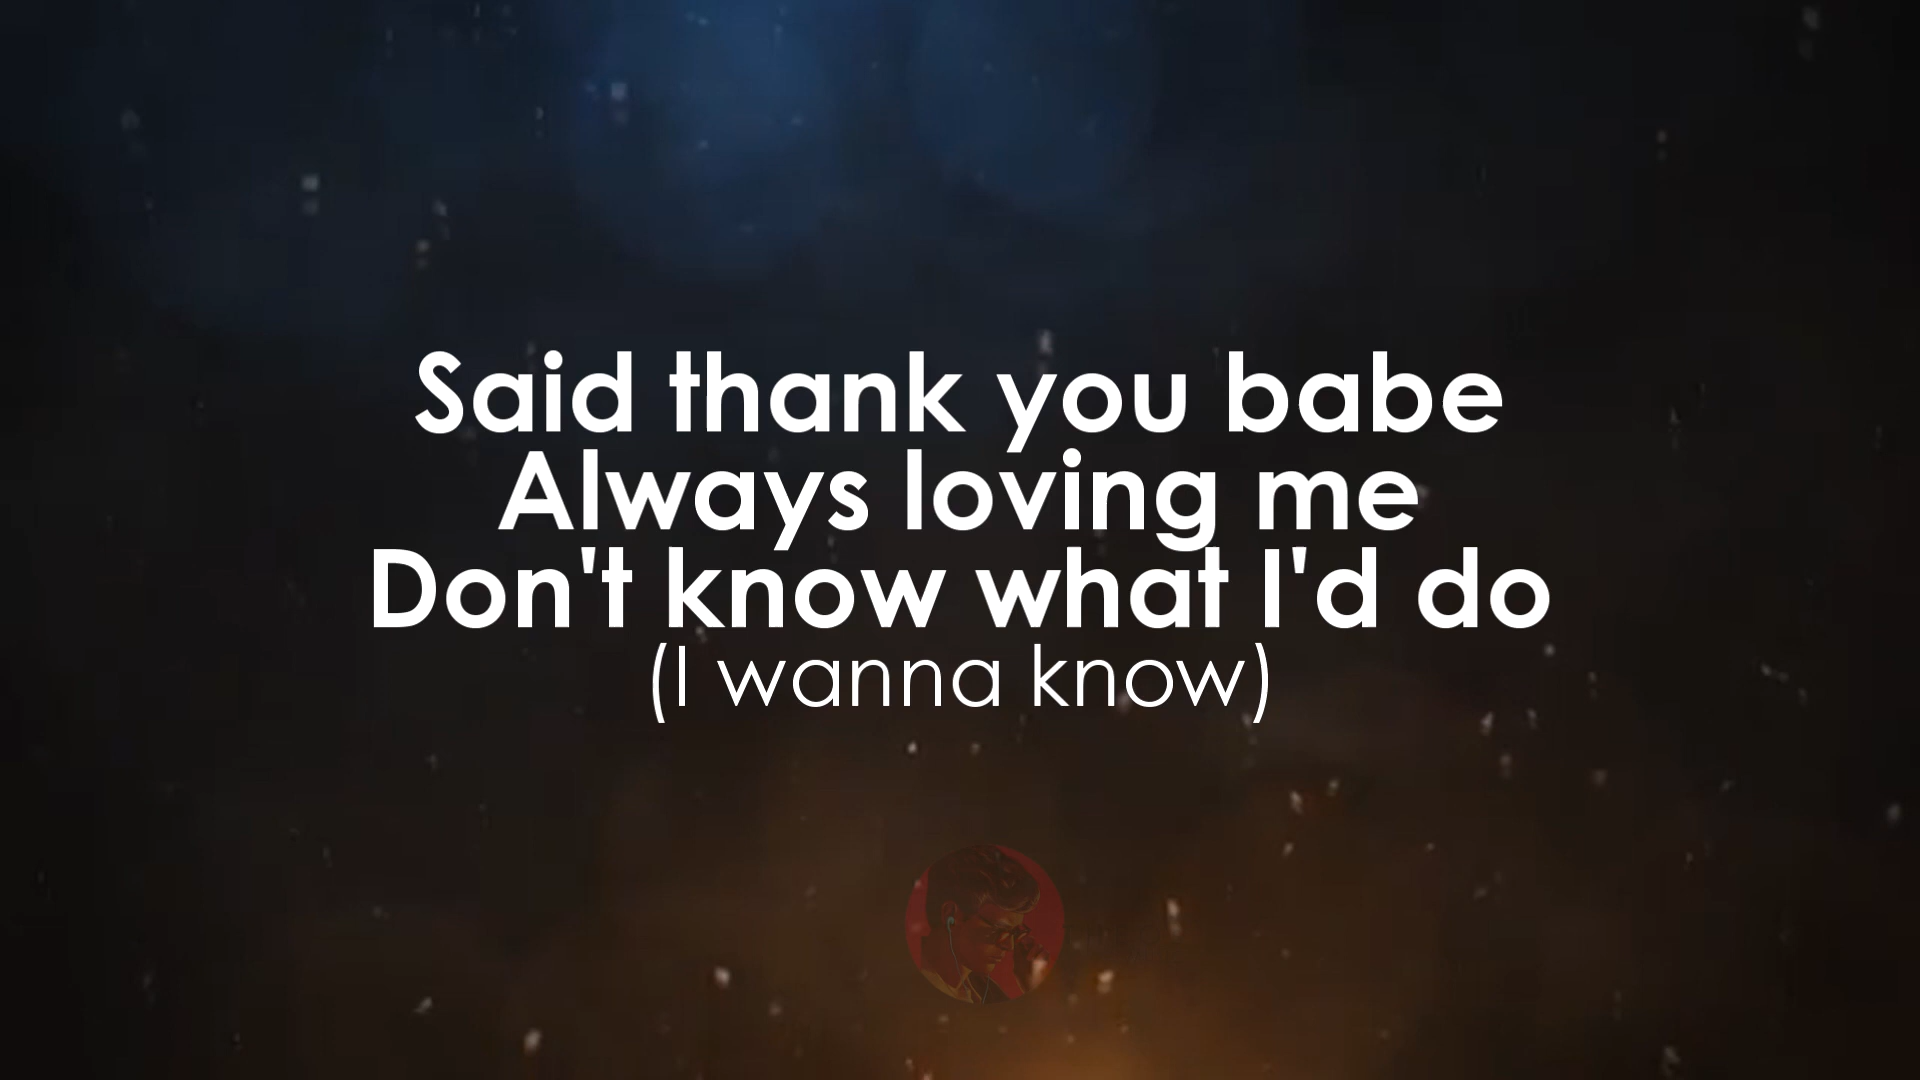 Said thank you babe
Always loving me
Don't know what I'd do
(I wanna know)